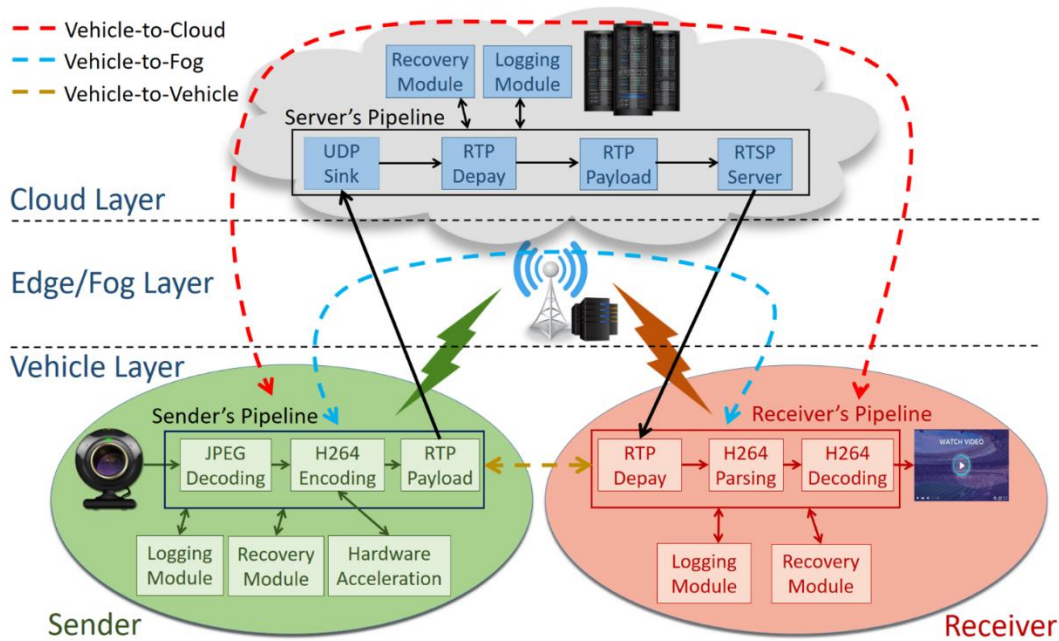 Vehicle-to-Cloud
Vehicle-to-Fog
Vehicle-to-Vehicle
Recovery
Module
Logging
Module
Server's Pipeline
UDP
Sink
RTP
Depay
RTP
Payload
RTSP
Server
Cloud Layer
Edge/Fog Layer
Vehicle Layer
Sender's Pipeline
JPEG
Decoding
H264
Encoding
RTP
Payload
Logging
Module
Recovery
Module
Hardware
Acceleration
Sender
Receiver's Pipeline
RTP
Depay
H264
Parsing
H264
Decoding
WATCH VIDEO
Logging
Module
Recovery
Module
Receiver